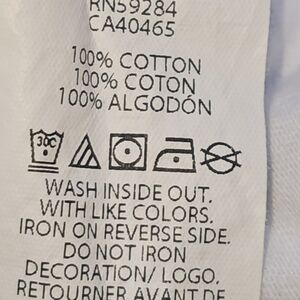 RN59284
CA40465
100% COTTON
100% COTON
100% ALGODÓN
30C
WASH INSIDE OUT.
WITH LIKE COLORS.
IRON ON REVERSE SIDE.
DO NOT IRON
DECORATION/ LOGO.
RETOURNER AVANT DE